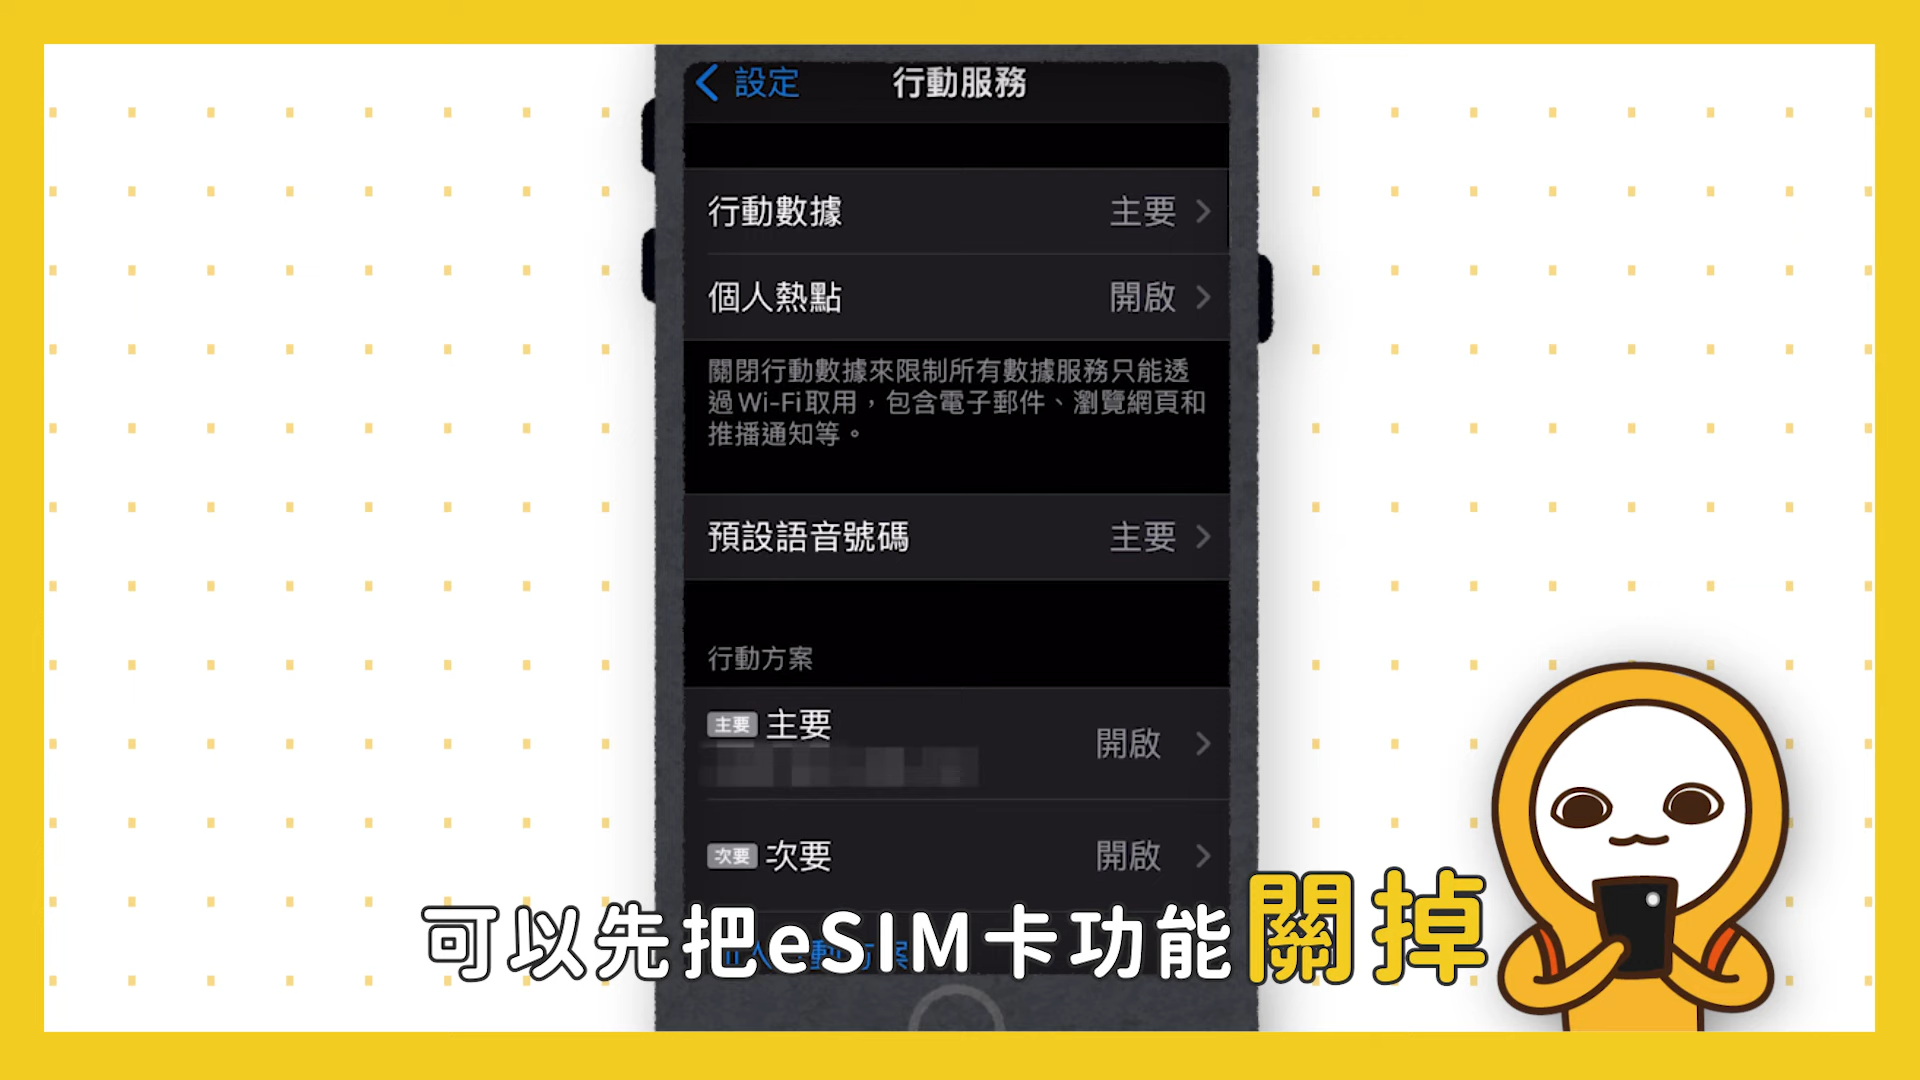 設定
行動服務
行動數據 主要
個人熱點 開啟
關閉行動數據來限制所有數據服務只能透
過Wi-Fi取用，包含電子郵件、瀏覽網頁和
推播通知等。
預設語音號碼 主要
行動方案
主要 主要 開啟
次要 次要 開啟
可以先把eSIM卡功能關掉